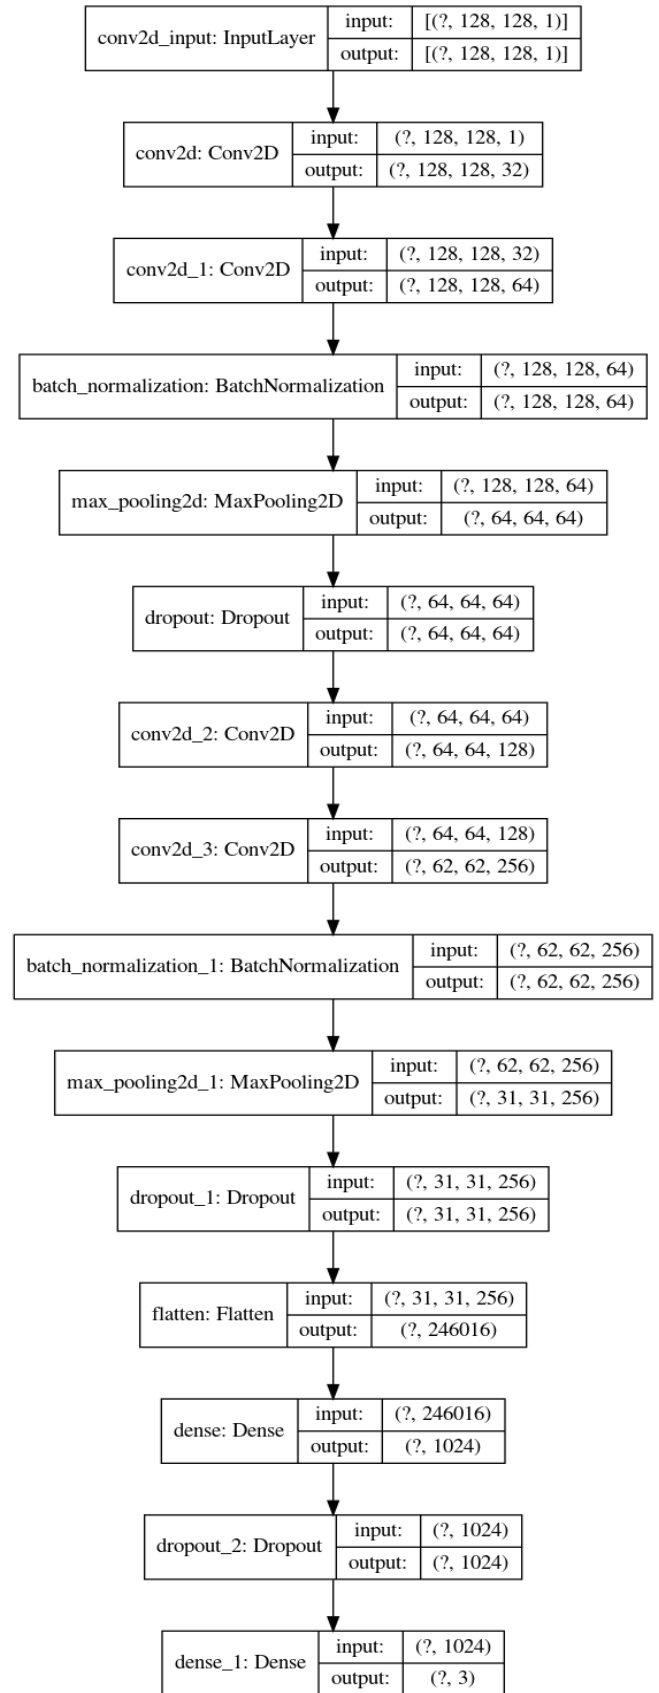 conv2d_input: InputLayer
input: [(?, 128, 128, 1)]
output: [(?, 128, 128, 1)]
conv2d: Conv2D
input: (?, 128, 128, 1)
output: (?, 128, 128, 32)
conv2d_1: Conv2D
input: (?, 128, 128, 32)
output: (?, 128, 128, 64)
batch_normalization: BatchNormalization
input: (?, 128, 128, 64)
output: (?, 128, 128, 64)
max_pooling2d: MaxPooling2D
input: (?, 128, 128, 64)
output: (?, 64, 64, 64)
dropout: Dropout
input: (?, 64, 64, 64)
output: (?, 64, 64, 64)
conv2d_2: Conv2D
input: (?, 64, 64, 64)
output: (?, 64, 64, 128)
conv2d_3: Conv2D
input: (?, 64, 64, 128)
output: (?, 62, 62, 256)
batch_normalization_1: BatchNormalization
input: (?, 62, 62, 256)
output: (?, 62, 62, 256)
max_pooling2d_1: MaxPooling2D
input: (?, 62, 62, 256)
output: (?, 31, 31, 256)
dropout_1: Dropout
input: (?, 31, 31, 256)
output: (?, 31, 31, 256)
flatten: Flatten
input: (?, 31, 31, 256)
output: (?, 246016)
dense: Dense
input: (?, 246016)
output: (?, 1024)
dropout_2: Dropout
input: (?, 1024)
output: (?, 1024)
dense_1: Dense
input: (?, 1024)
output: (?, 3)